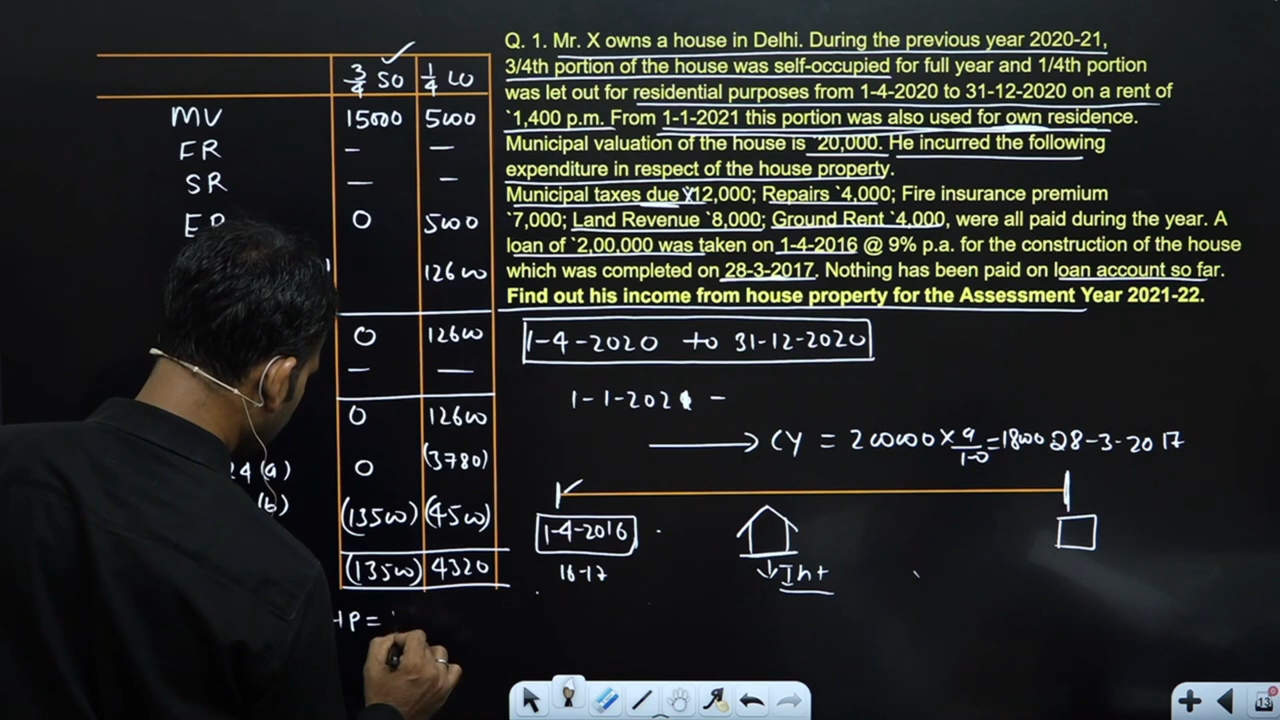 Q. 1. Mr. X owns a house in Delhi. During the previous year 2020-21,
3/4th portion of the house was self-occupied for full year and 1/4th portion
was let out for residential purposes from 1-4-2020 to 31-12-2020 on a rent of
`1,400 p.m. From 1-1-2021 this portion was also used for own residence.
Municipal valuation of the house is `20,000. He incurred the following
expenditure in respect of the house property.
Municipal taxes due `12,000; Repairs `4,000; Fire insurance premium
`7,000; Land Revenue `8,000; Ground Rent `4,000, were all paid during the year. A
loan of `2,00,000 was taken on 1-4-2016 @ 9% p.a. for the construction of the house
which was completed on 28-3-2017. Nothing has been paid on loan account so far.
Find out his income from house property for the Assessment Year 2021-22.
3/4 SO 1/4 LO
MV 15000 5000
FR — —
SR — —
0 5000
12600
0 12600
— —
0 12600
24 (a) 0 (3780)
(b) (13500) (4500)
(13500) 4320
HP =
1-4-2020 to 31-12-2020
1-1-2021 -
CY = 200000 × 9/100 = 18000
28-3-2017
1-4-2016
16-17
Int
13